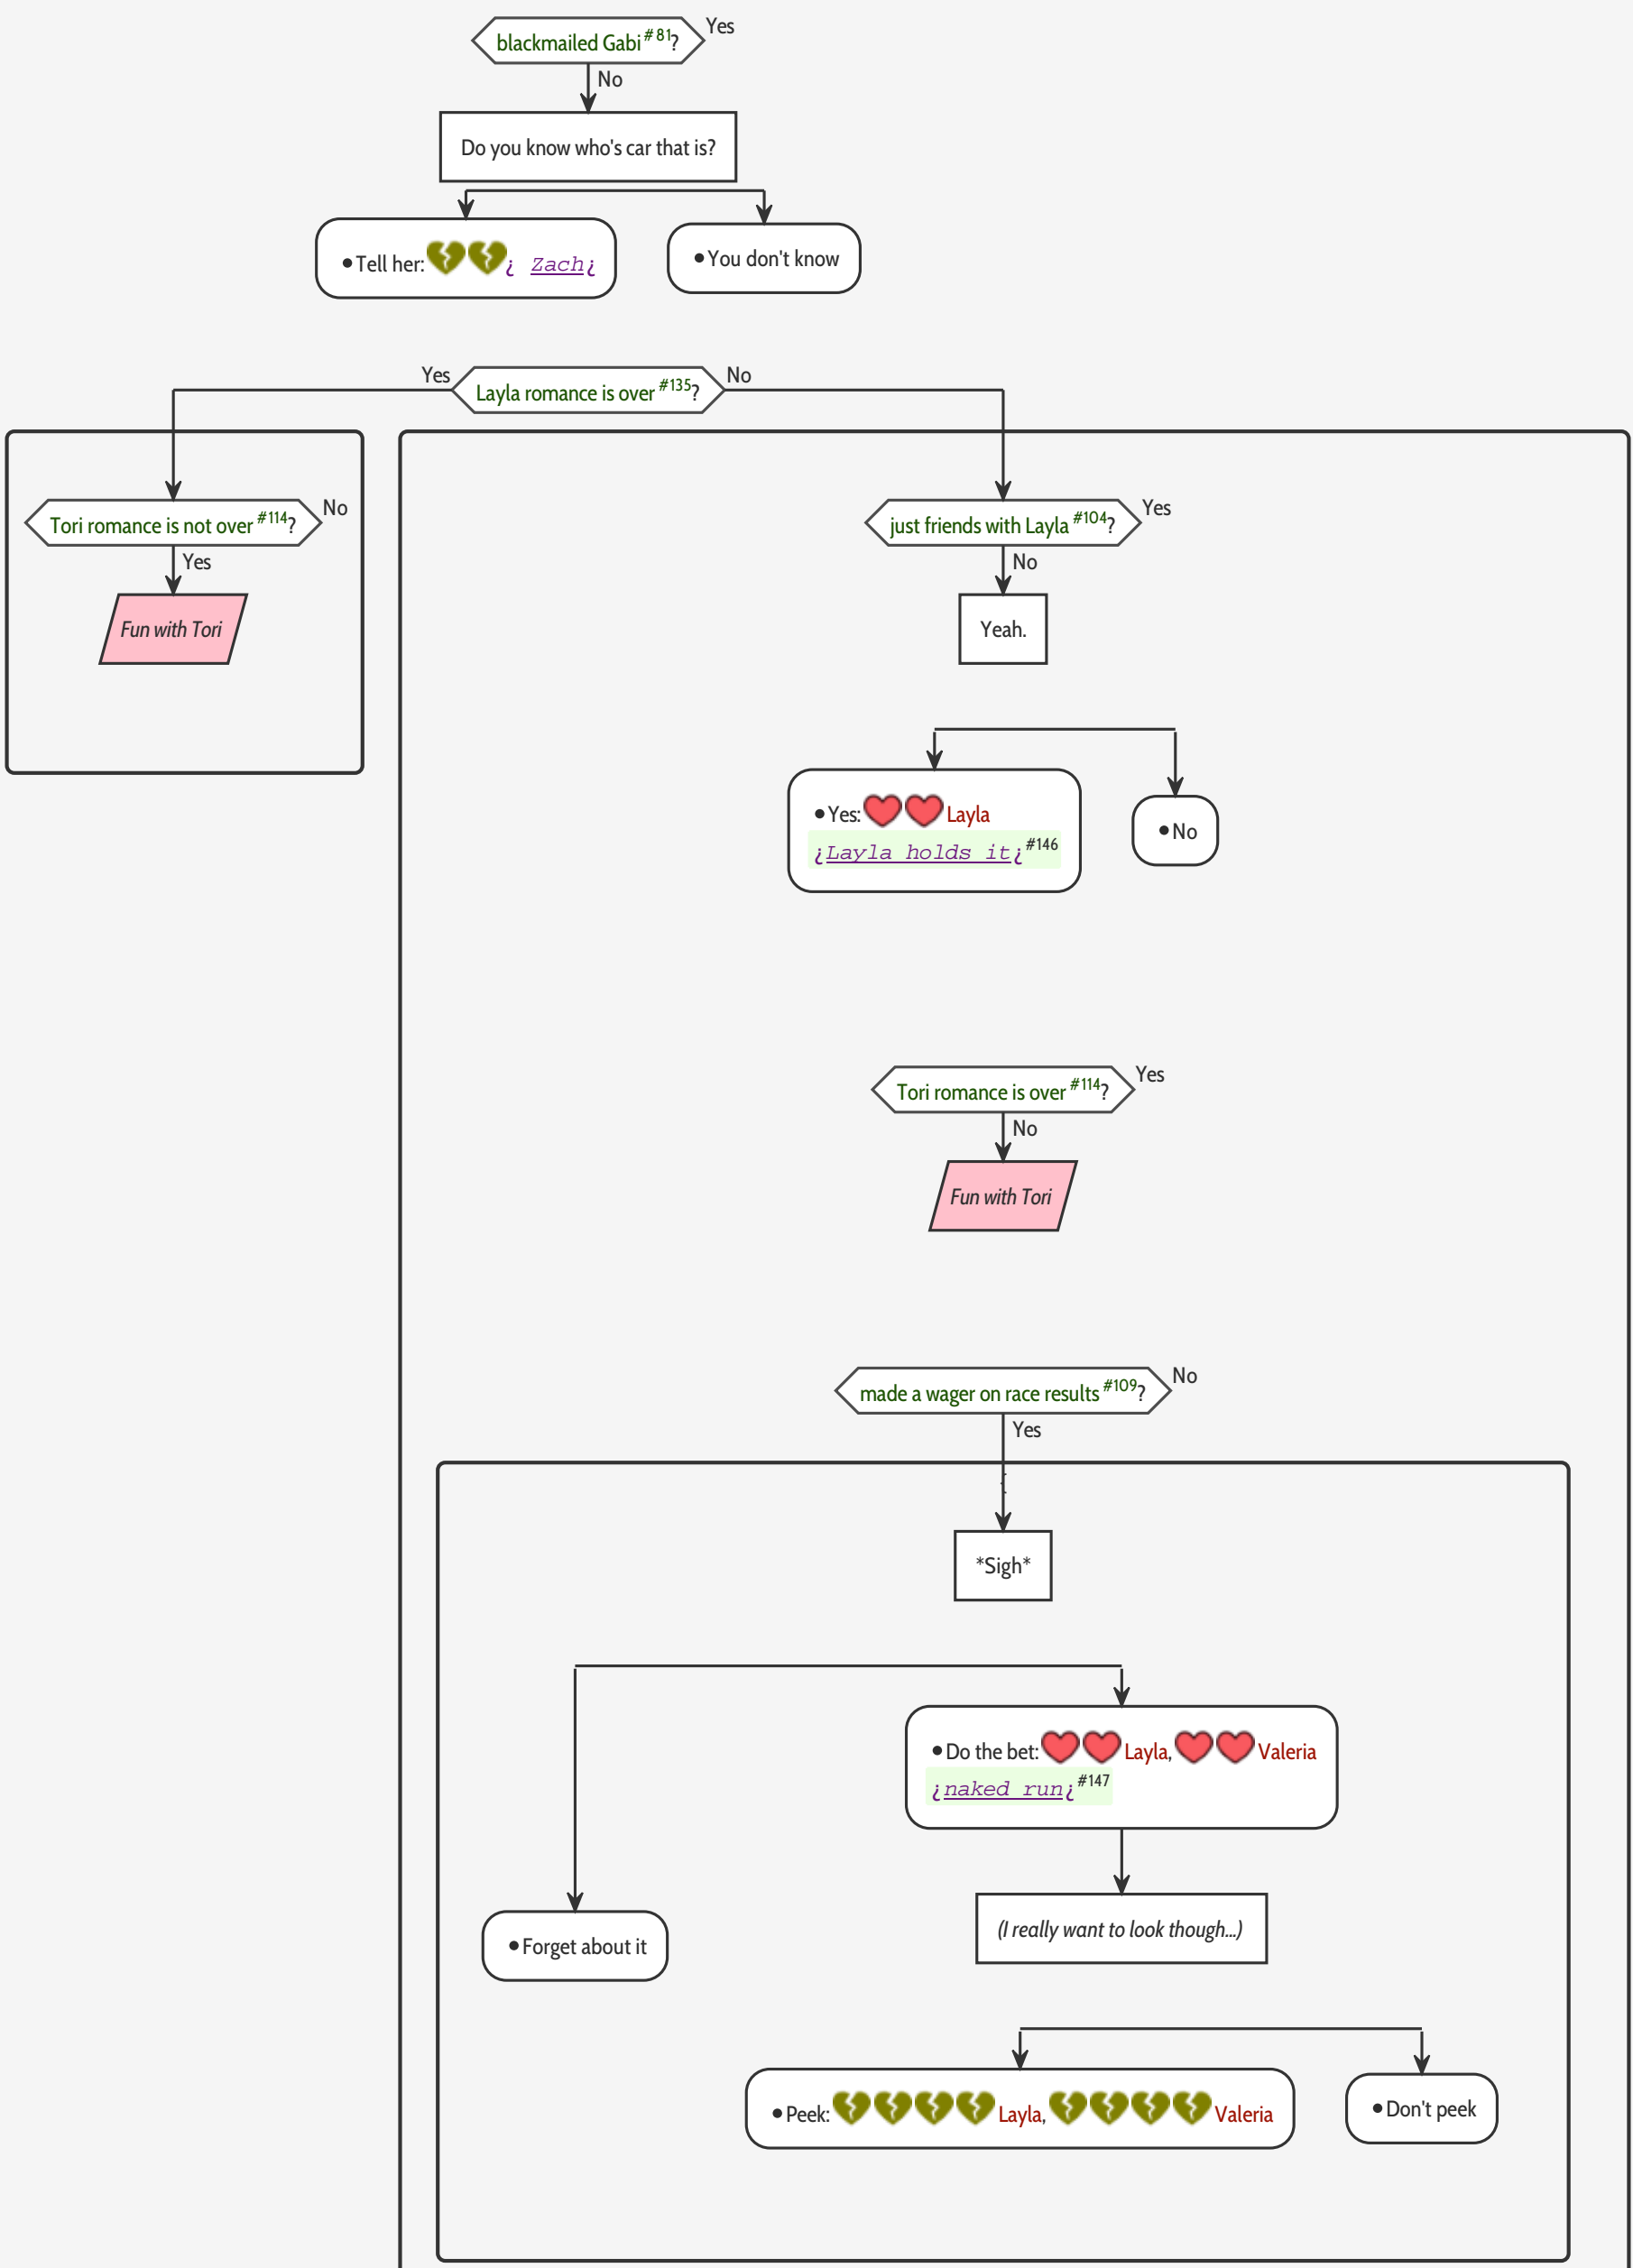 blackmailed Gabi #81?
Yes
No
Do you know who's car that is?
•Tell her: ¿ Zach¿
•You don't know
Yes
Layla romance is over #135?
No
Tori romance is not over #114?
No
just friends with Layla #104?
Yes
Yes
No
Fun with Tori
Yeah.
•Yes: Layla
¿Layla holds it¿ #146
•No
Tori romance is over #114?
Yes
No
Fun with Tori
made a wager on race results #109?
No
Yes
{
*Sigh*
•Do the bet: Layla, Valeria
¿naked run¿ #147
(I really want to look though...)
•Forget about it
•Peek: Layla, Valeria
•Don't peek